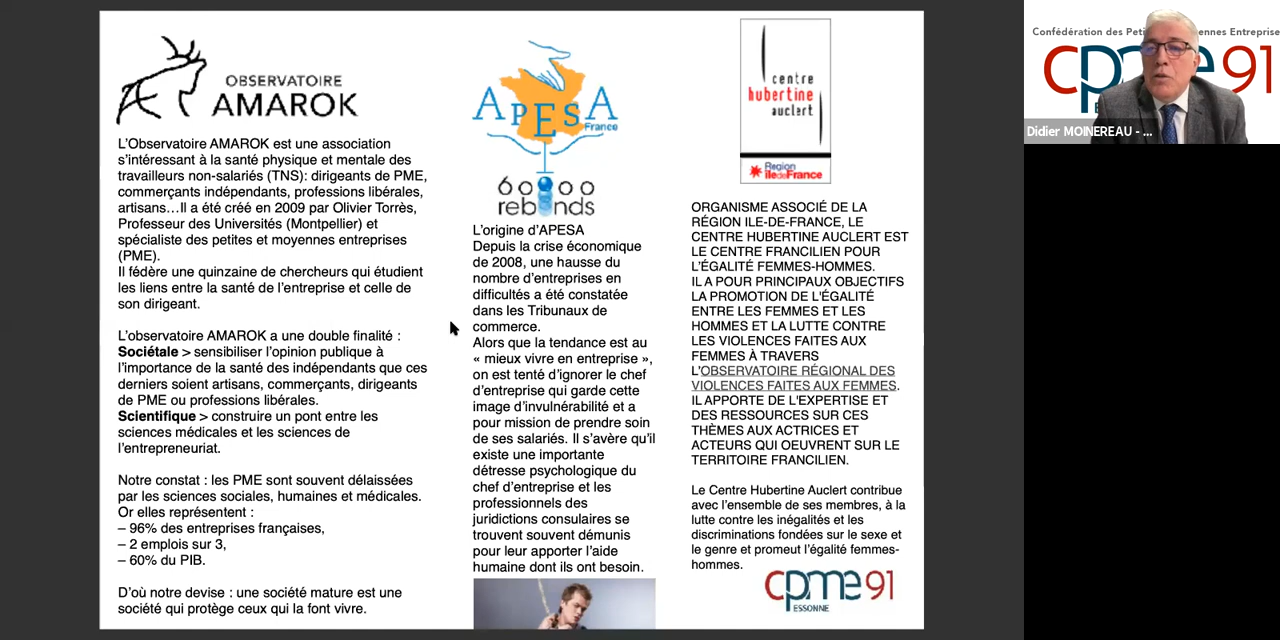 OBSERVATOIRE
AMAROK
L'Observatoire AMAROK est une association
s'intéressant à la santé physique et mentale des
travailleurs non-salariés (TNS): dirigeants de PME,
commerçants indépendants, professions libérales,
artisans…Il a été créé en 2009 par Olivier Torrès,
Professeur des Universités (Montpellier) et
spécialiste des petites et moyennes entreprises
(PME).
Il fédère une quinzaine de chercheurs qui étudient
les liens entre la santé de l'entreprise et celle de
son dirigeant.
L'observatoire AMAROK a une double finalité :
Sociétale > sensibiliser l'opinion publique à
l'importance de la santé des indépendants que ces
derniers soient artisans, commerçants, dirigeants
de PME ou professions libérales.
Scientifique > construire un pont entre les
sciences médicales et les sciences de
l'entrepreneuriat.
Notre constat : les PME sont souvent délaissées
par les sciences sociales, humaines et médicales.
Or elles représentent :
– 96% des entreprises françaises,
– 2 emplois sur 3,
– 60% du PIB.
D'où notre devise : une société mature est une
société qui protège ceux qui la font vivre.
APESA
France
60000
rebonds
L'origine d'APESA
Depuis la crise économique
de 2008, une hausse du
nombre d'entreprises en
difficultés a été constatée
dans les Tribunaux de
commerce.
Alors que la tendance est au
« mieux vivre en entreprise »,
on est tenté d'ignorer le chef
d'entreprise qui garde cette
image d'invulnérabilité et a
pour mission de prendre soin
de ses salariés. Il s'avère qu'il
existe une importante
détresse psychologique du
chef d'entreprise et les
professionnels des
juridictions consulaires se
trouvent souvent démunis
pour leur apporter l'aide
humaine dont ils ont besoin.
centre
hubertine
auclert
Région
îledeFrance
ORGANISME ASSOCIÉ DE LA
RÉGION ILE-DE-FRANCE, LE
CENTRE HUBERTINE AUCLERT EST
LE CENTRE FRANCILIEN POUR
L'ÉGALITÉ FEMMES-HOMMES.
IL A POUR PRINCIPAUX OBJECTIFS
LA PROMOTION DE L'ÉGALITÉ
ENTRE LES FEMMES ET LES
HOMMES ET LA LUTTE CONTRE
LES VIOLENCES FAITES AUX
FEMMES À TRAVERS
L'OBSERVATOIRE RÉGIONAL DES
VIOLENCES FAITES AUX FEMMES.
IL APPORTE DE L'EXPERTISE ET
DES RESSOURCES SUR CES
THÈMES AUX ACTRICES ET
ACTEURS QUI OEUVRENT SUR LE
TERRITOIRE FRANCILIEN.
Le Centre Hubertine Auclert contribue
avec l'ensemble de ses membres, à la
lutte contre les inégalités et les
discriminations fondées sur le sexe et
le genre et promeut l'égalité femmes-
hommes.
cpme 91
ESSONNE
Confédération des Entreprise
cpme 91
Didier MOINEREAU - ...